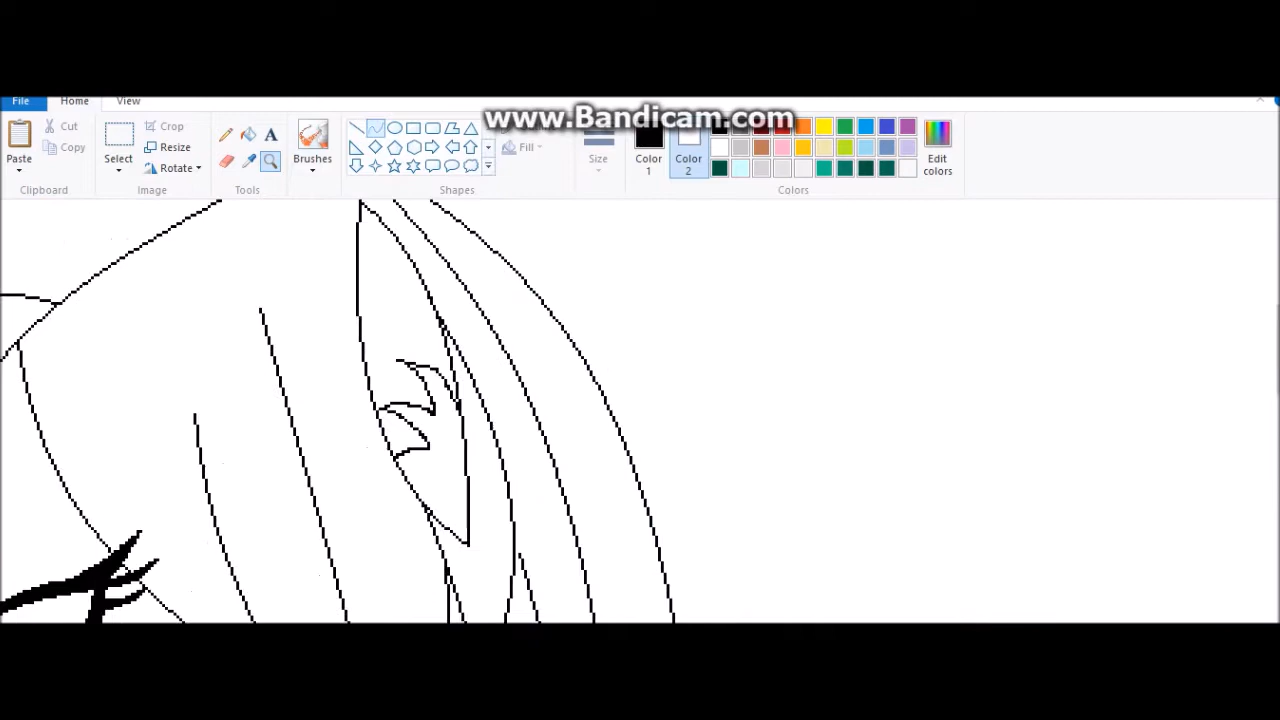 www.Bandicam.com
File Home View
Cut
Crop
Copy
Resize
Paste
Select
Rotate
Brushes
Fill
Size
Color 1
Color 2
Edit colors
Clipboard
Image
Tools
Shapes
Colors